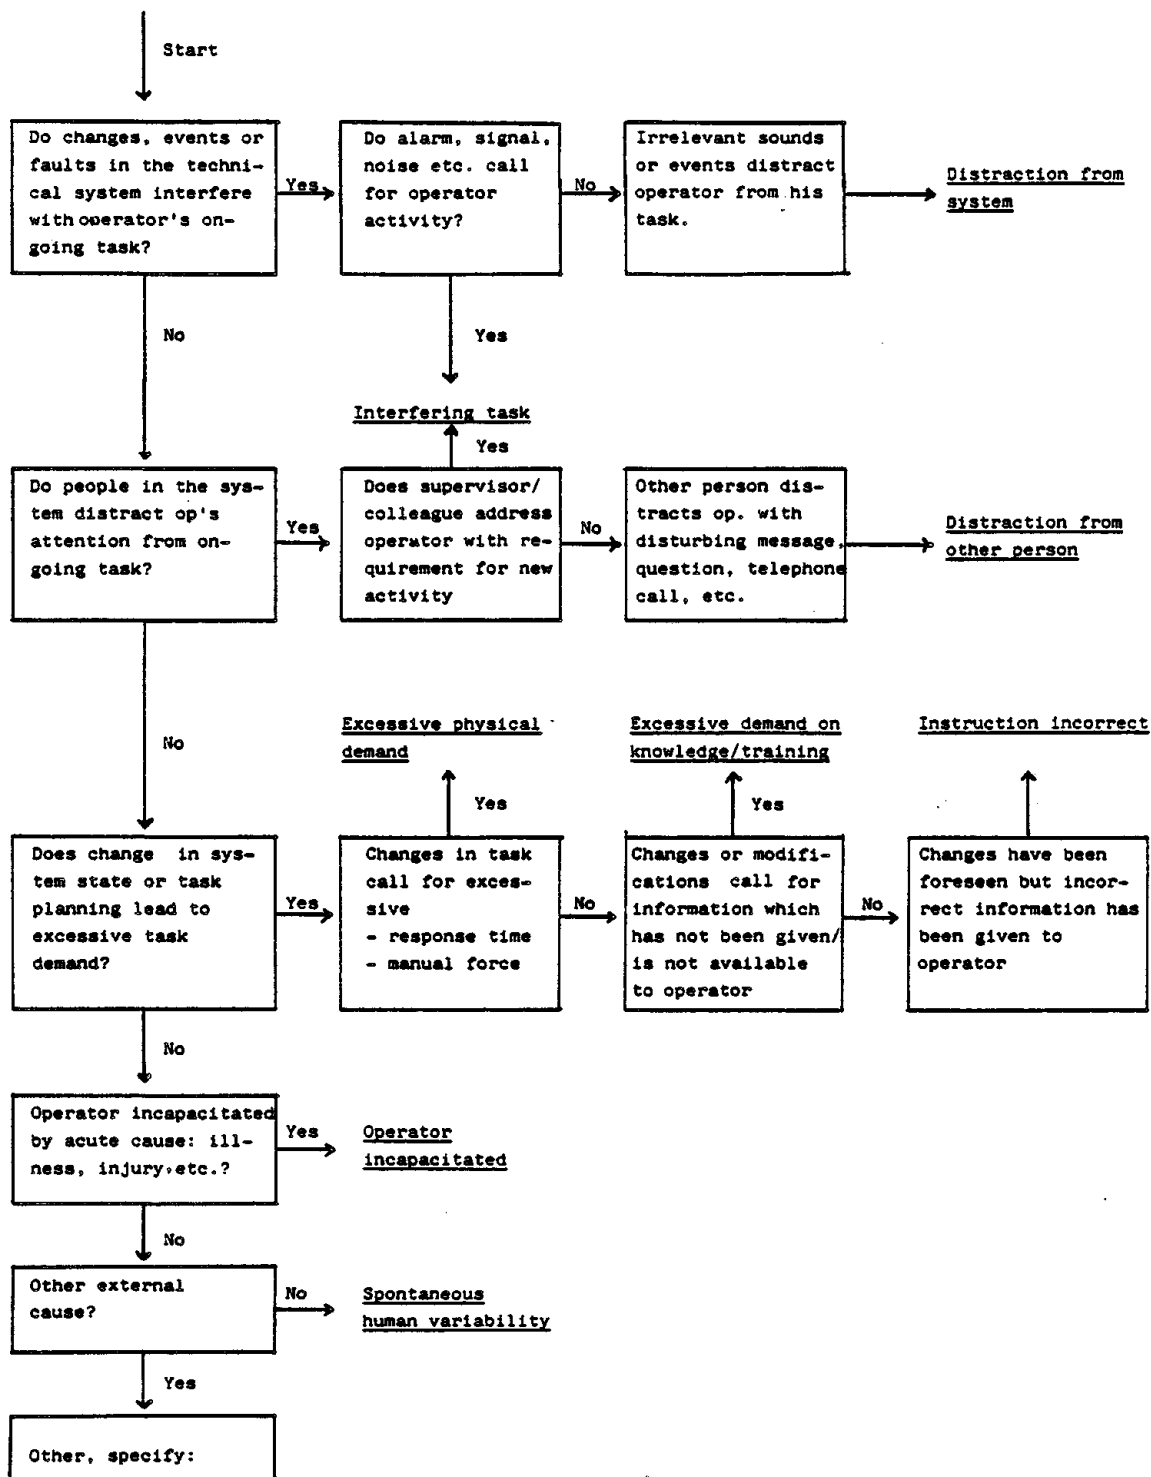 Start
Do changes, events or
faults in the techni-
cal system interfere
with operator's on-
going task?
Yes
Do alarm, signal,
noise etc. call
for operator
activity?
No
Irrelevant sounds
or events distract
operator from his
task.
Distraction from
system
No
Yes
Interfering task
Yes
Do people in the sys-
tem distract op's
attention from on-
going task?
Yes
Does supervisor/
colleague address
operator with re-
quirement for new
activity
No
Other person dis-
tracts op. with
disturbing message,
question, telephone
call, etc.
Distraction from
other person
No
Excessive physical
demand
Excessive demand on
knowledge/training
Instruction incorrect
Yes
Yes
Does change in sys-
tem state or task
planning lead to
excessive task
demand?
Yes
Changes in task
call for exces-
sive
- response time
- manual force
No
Changes or modifi-
cations call for
information which
has not been given/
is not available
to operator
No
Changes have been
foreseen but incor-
rect information has
been given to
operator
No
Operator incapacitated
by acute cause: ill-
ness, injury, etc.?
Yes
Operator
incapacitated
No
Other external
cause?
No
Spontaneous
human variability
Yes
Other, specify: